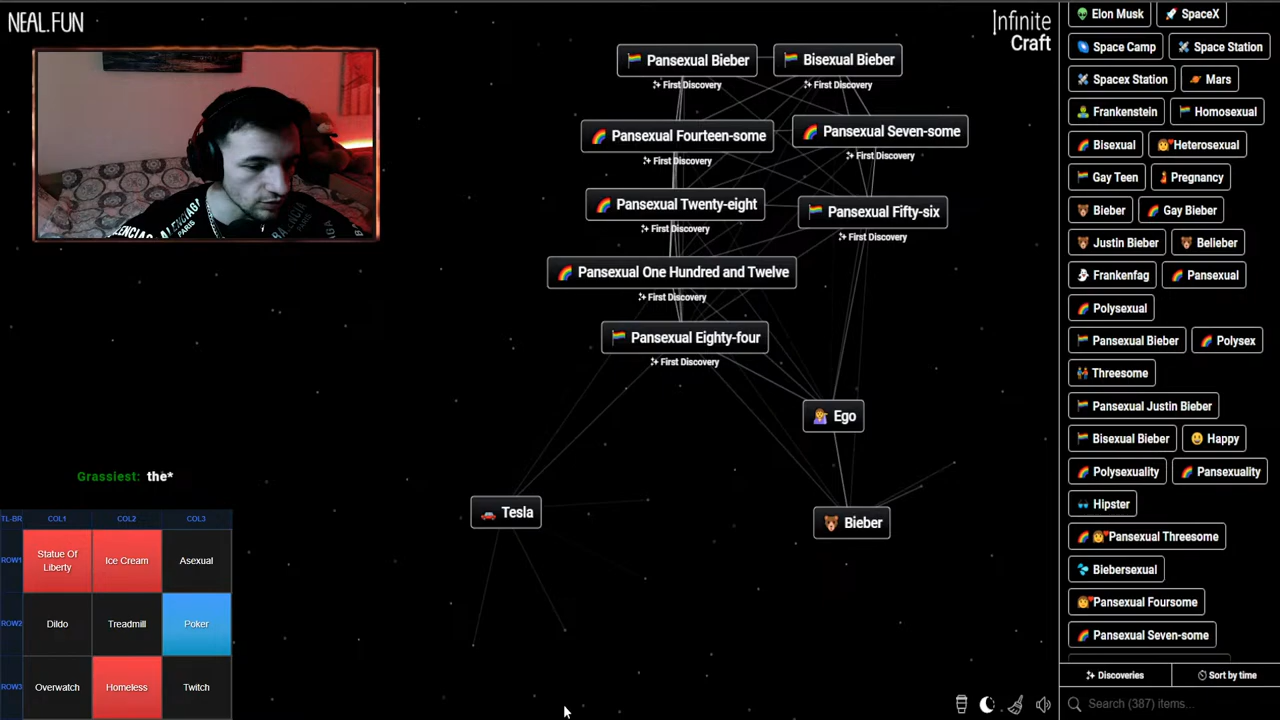 NEAL.FUN
Infinite
Craft
BALENCIAGA
PARIS
Pansexual Bieber
First Discovery
Bisexual Bieber
First Discovery
Pansexual Fourteen-some
First Discovery
Pansexual Seven-some
First Discovery
Pansexual Twenty-eight
First Discovery
Pansexual Fifty-six
First Discovery
Pansexual One Hundred and Twelve
First Discovery
Pansexual Eighty-four
First Discovery
Ego
Tesla
Bieber
Grassiest: the*
TL-BR COL1 COL2 COL3
ROW1 Statue Of Liberty Ice Cream Asexual
ROW2 Dildo Treadmill Poker
ROW3 Overwatch Homeless Twitch
Elon Musk SpaceX
Space Camp Space Station
Spacex Station Mars
Frankenstein Homosexual
Bisexual Heterosexual
Gay Teen Pregnancy
Bieber Gay Bieber
Justin Bieber Belieber
Frankenfag Pansexual
Polysexual
Pansexual Bieber Polysex
Threesome
Pansexual Justin Bieber
Bisexual Bieber Happy
Polysexuality Pansexuality
Hipster
Pansexual Threesome
Biebersexual
Pansexual Foursome
Pansexual Seven-some
Discoveries Sort by time
Search (387) items...